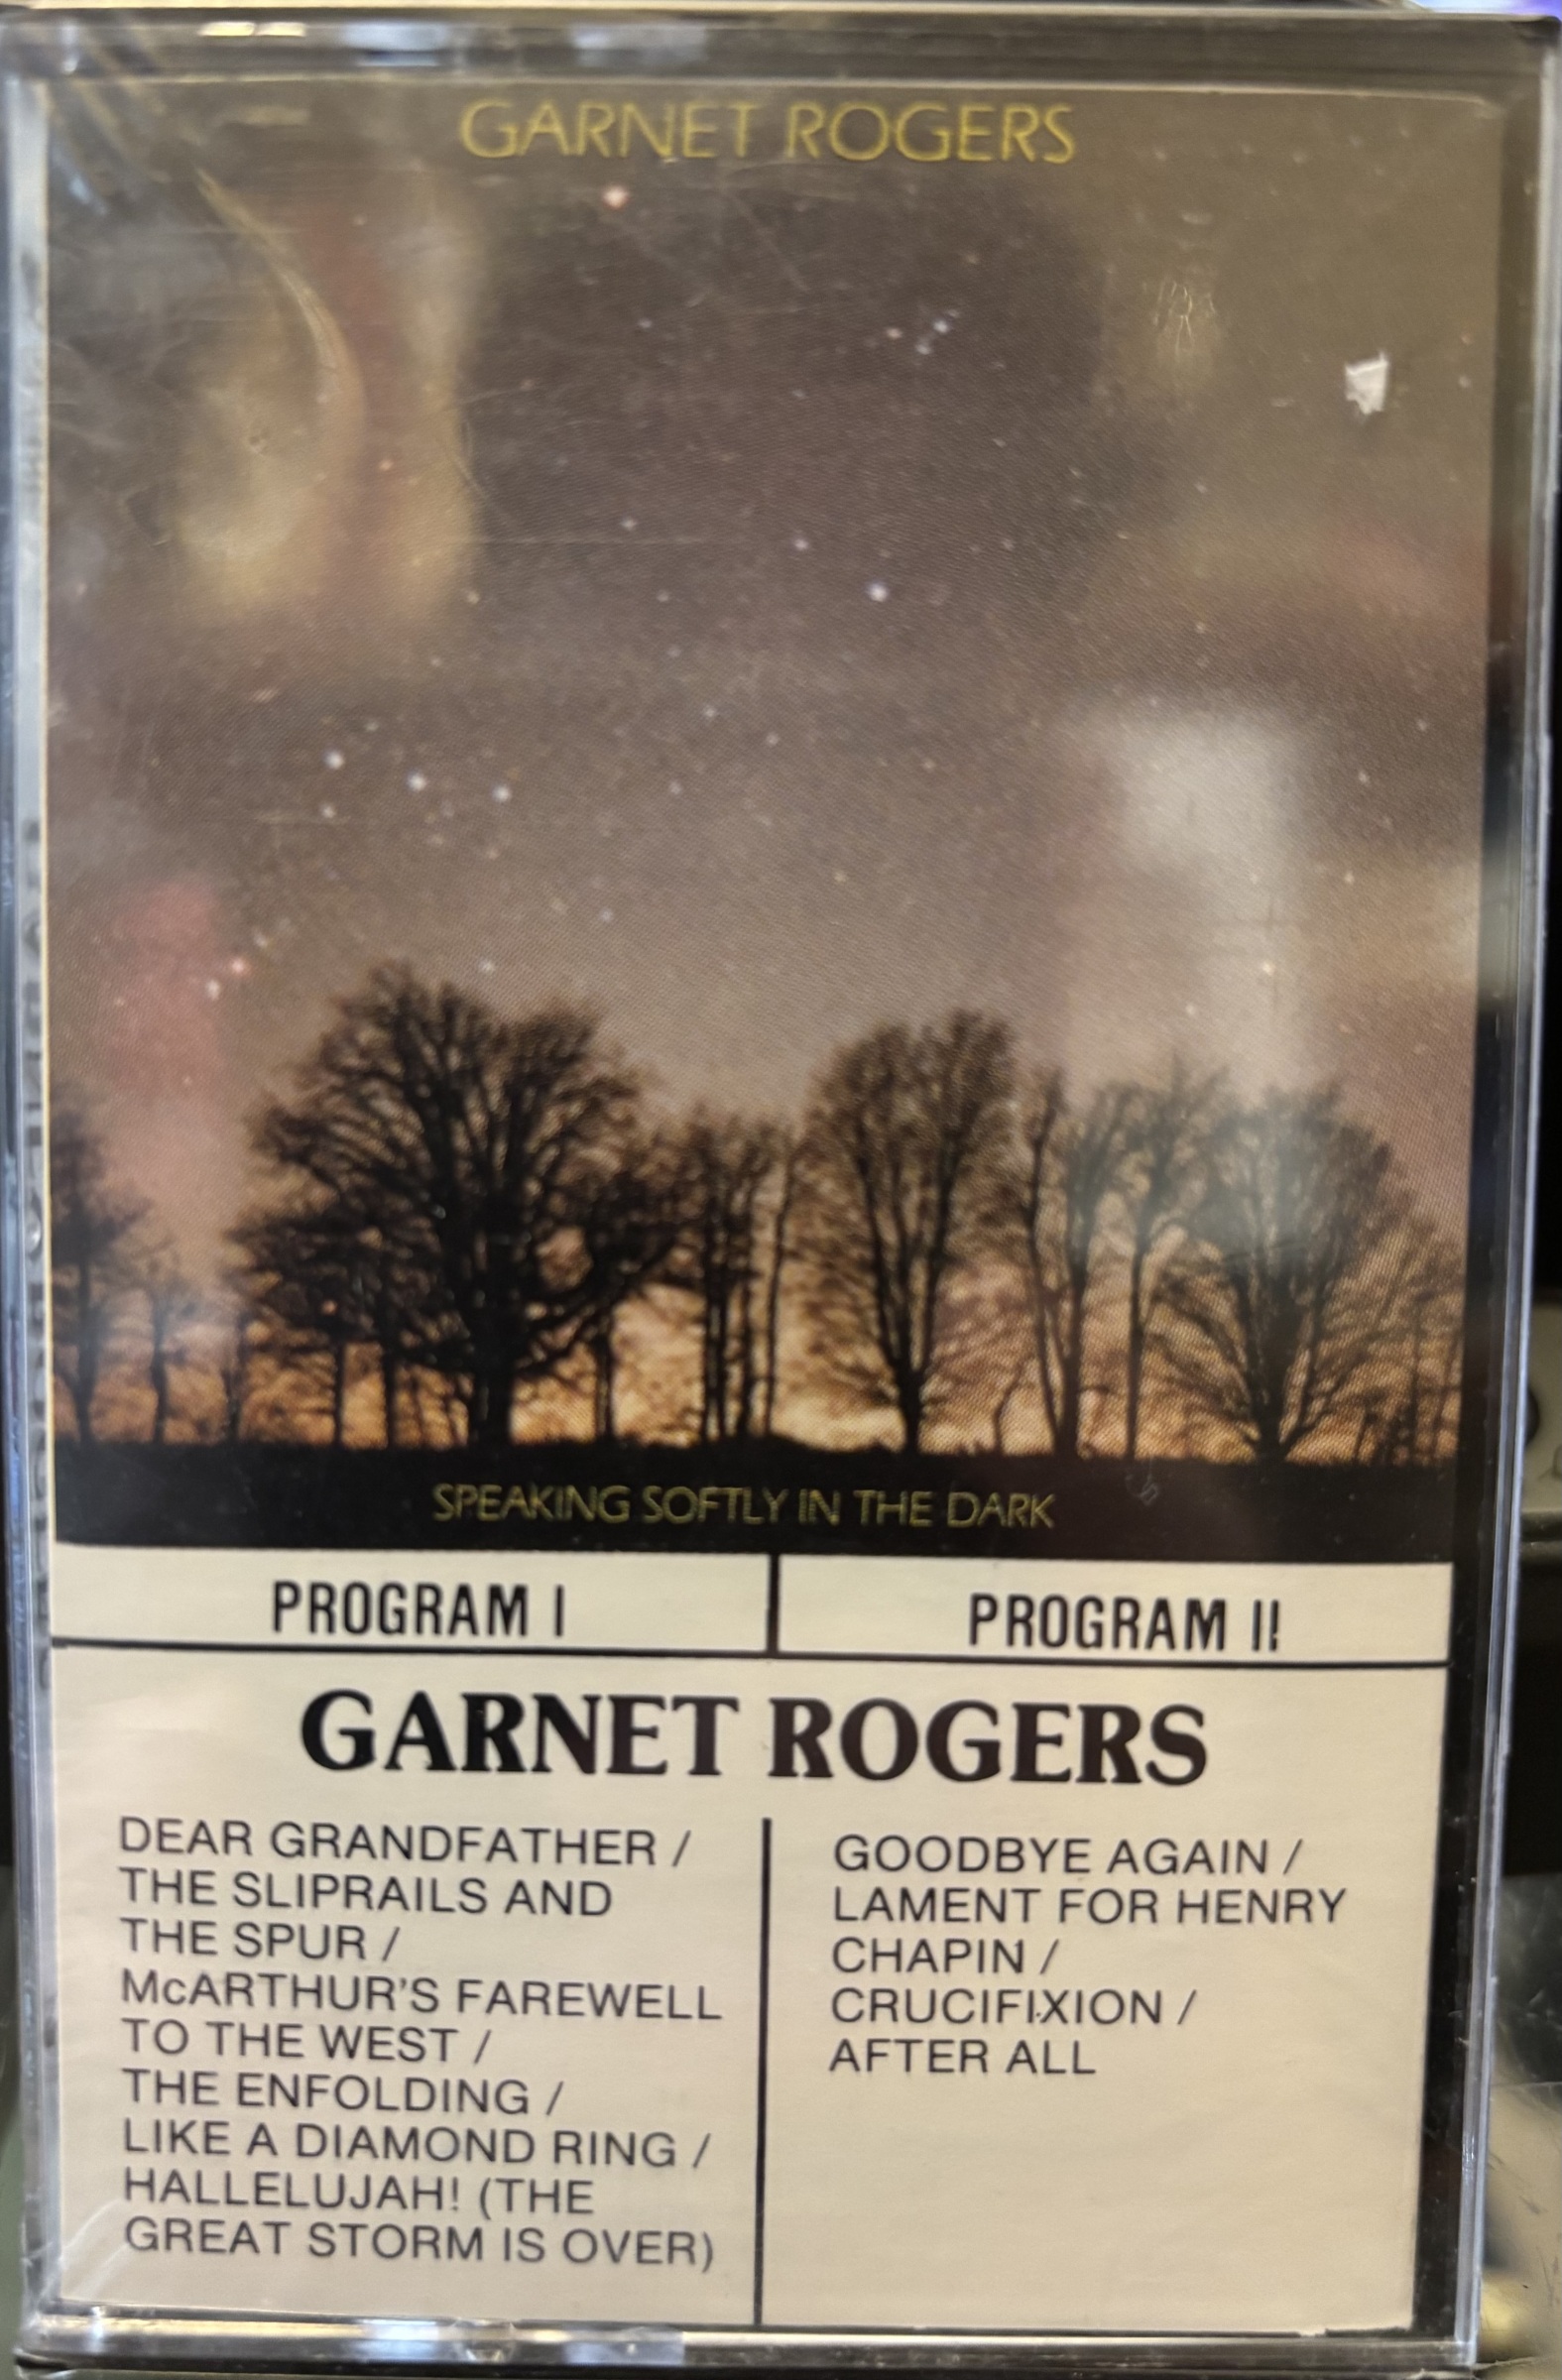 GARNET ROGERS
SPEAKING SOFTLY IN THE DARK
PROGRAM I
PROGRAM II
GARNET ROGERS
DEAR GRANDFATHER /
THE SLIPRAILS AND
THE SPUR /
McARTHUR'S FAREWELL
TO THE WEST /
THE ENFOLDING /
LIKE A DIAMOND RING /
HALLELUJAH! (THE
GREAT STORM IS OVER)
GOODBYE AGAIN /
LAMENT FOR HENRY
CHAPIN /
CRUCIFIXION /
AFTER ALL